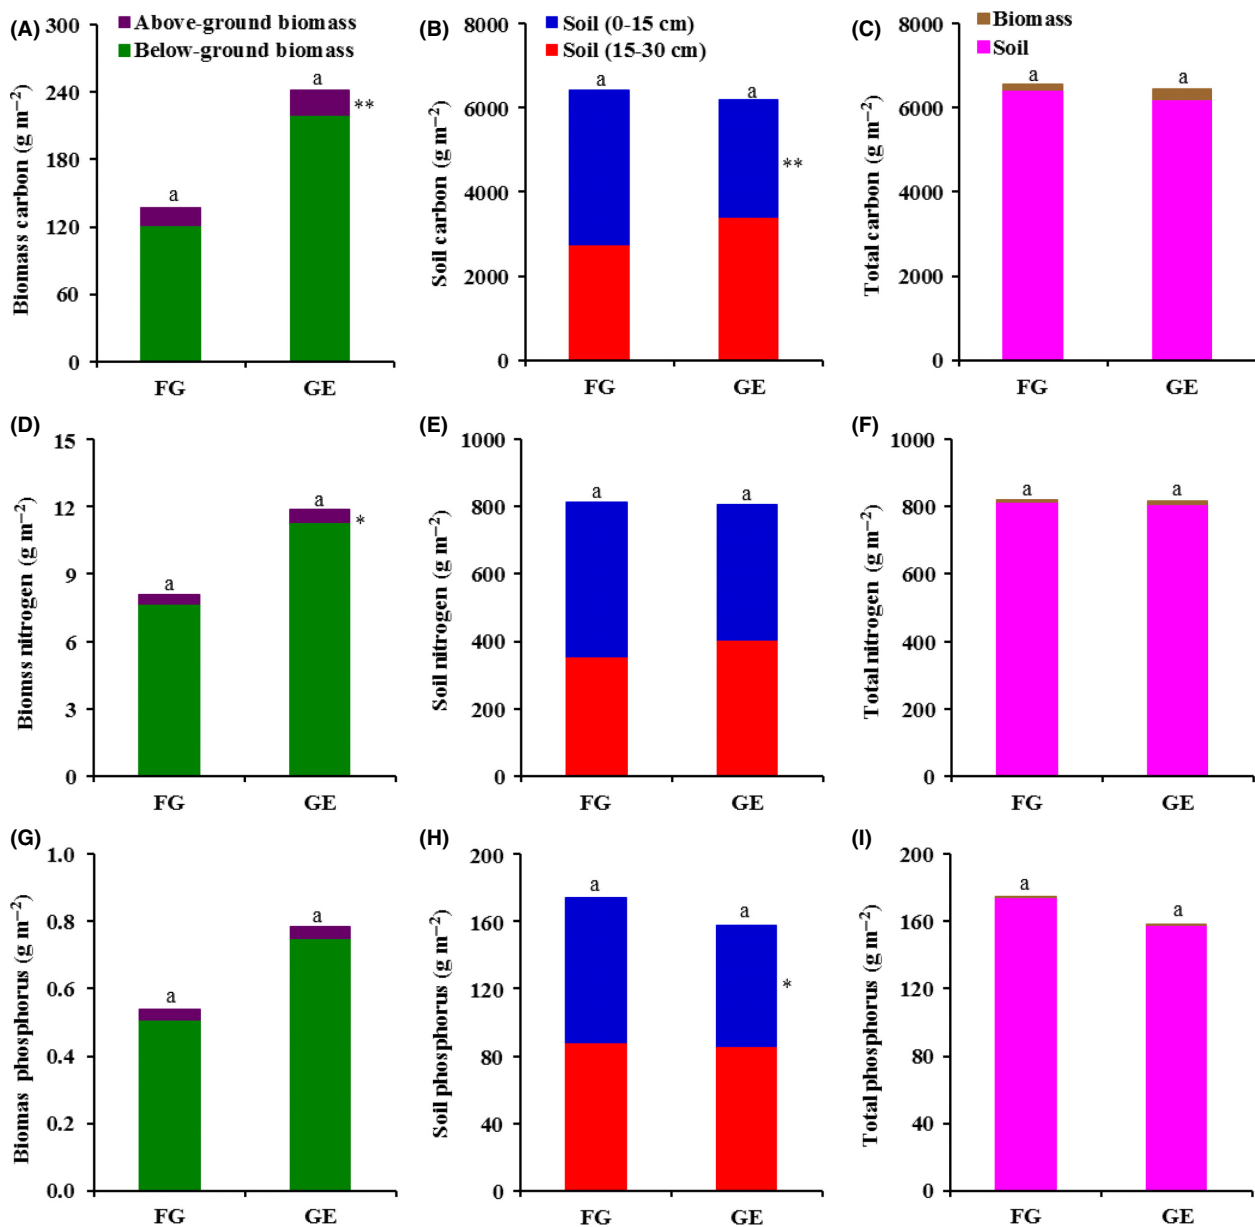 (A)
Above-ground biomass
Below-ground biomass
Biomass carbon (g m⁻²)
300
240
180
120
60
0
a
a
**
FG
GE
(B)
Soil (0-15 cm)
Soil (15-30 cm)
Soil carbon (g m⁻²)
8000
6000
4000
2000
0
a
a
**
FG
GE
(C)
Biomass
Soil
Total carbon (g m⁻²)
8000
6000
4000
2000
0
a
a
FG
GE
(D)
Biomss nitrogen (g m⁻²)
15
12
9
6
3
0
a
a
*
FG
GE
(E)
Soil nitrogen (g m⁻²)
1000
800
600
400
200
0
a
a
FG
GE
(F)
Total nitrogen (g m⁻²)
1000
800
600
400
200
0
a
a
FG
GE
(G)
Biomas phosphorus (g m⁻²)
1.0
0.8
0.6
0.4
0.2
0.0
a
a
FG
GE
(H)
Soil phosphorus (g m⁻²)
200
160
120
80
40
0
a
a
*
FG
GE
(I)
Total phosphorus (g m⁻²)
200
160
120
80
40
0
a
a
FG
GE